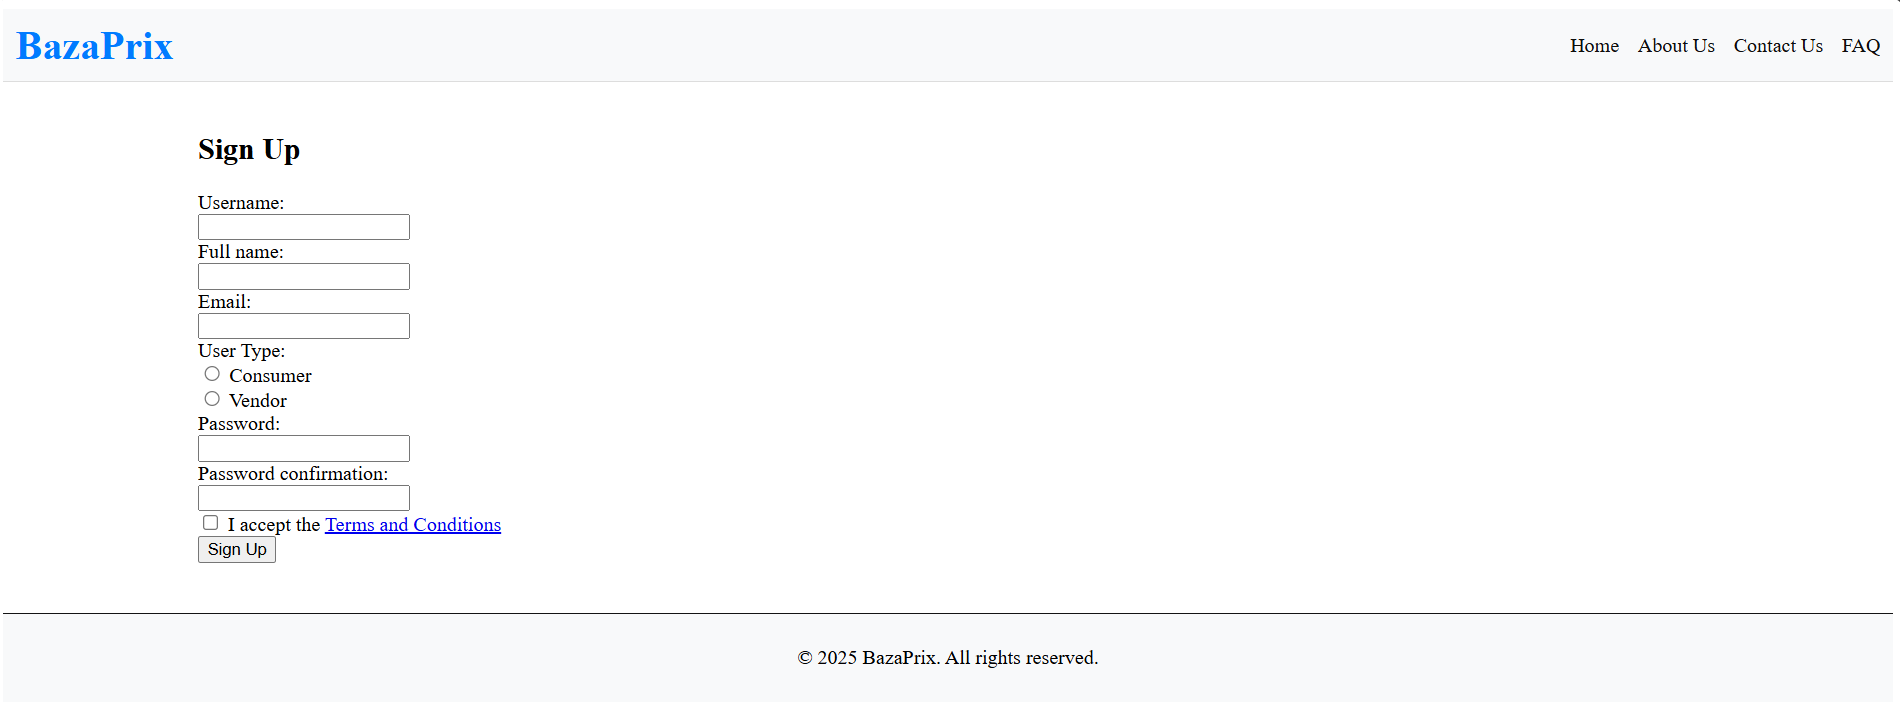 BazaPrix
Home About Us Contact Us FAQ
Sign Up
Username:
Full name:
Email:
User Type:
Consumer
Vendor
Password:
Password confirmation:
I accept the Terms and Conditions
Sign Up
© 2025 BazaPrix. All rights reserved.